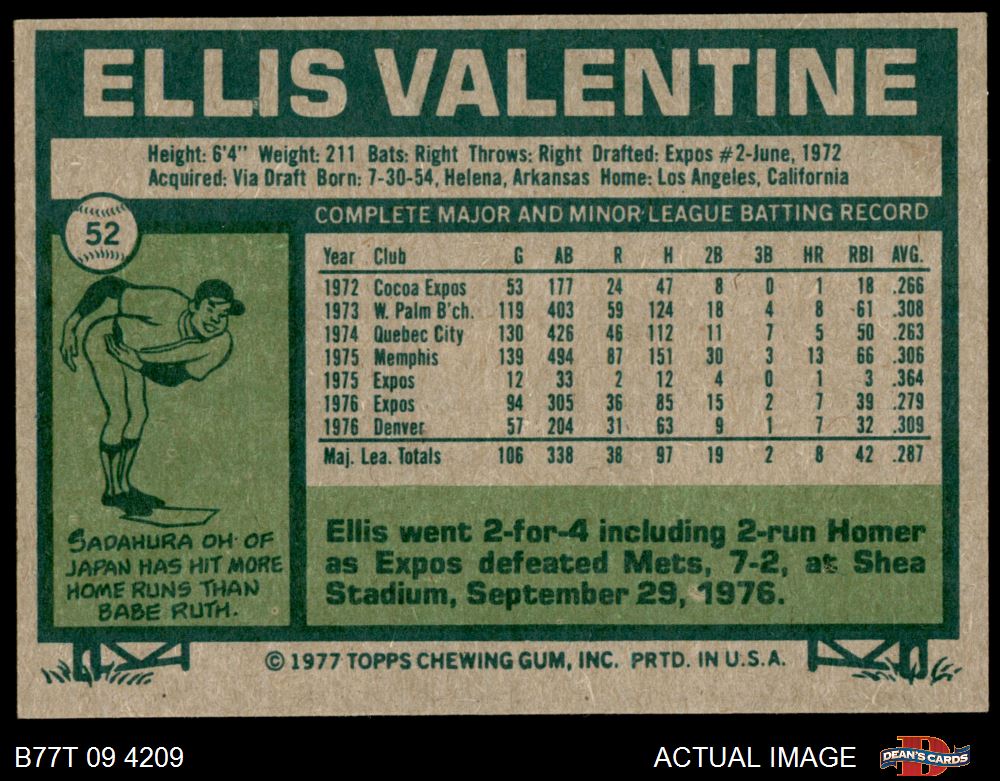 ELLIS VALENTINE
Height: 6'4" Weight: 211 Bats: Right Throws: Right Drafted: Expos #2-June, 1972
Acquired: Via Draft Born: 7-30-54, Helena, Arkansas Home: Los Angeles, California
52
COMPLETE MAJOR AND MINOR LEAGUE BATTING RECORD
Year Club G AB R H 2B 3B HR RBI AVG.
1972 Cocoa Expos 53 177 24 47 8 0 1 18 .266
1973 W. Palm B'ch. 119 403 59 124 18 4 8 61 .308
1974 Quebec City 130 426 46 112 11 7 5 50 .263
1975 Memphis 139 494 87 151 30 3 13 66 .306
1975 Expos 12 33 2 12 4 0 1 3 .364
1976 Expos 94 305 36 85 15 2 7 39 .279
1976 Denver 57 204 31 63 9 1 7 32 .309
Maj. Lea. Totals 106 338 38 97 19 2 8 42 .287
SADAHURA OH OF
JAPAN HAS HIT MORE
HOME RUNS THAN
BABE RUTH.
Ellis went 2-for-4 including 2-run Homer
as Expos defeated Mets, 7-2, at Shea
Stadium, September 29, 1976.
© 1977 TOPPS CHEWING GUM, INC. PRTD. IN U.S.A.
B77T 09 4209
ACTUAL IMAGE
DEAN'S CARDS